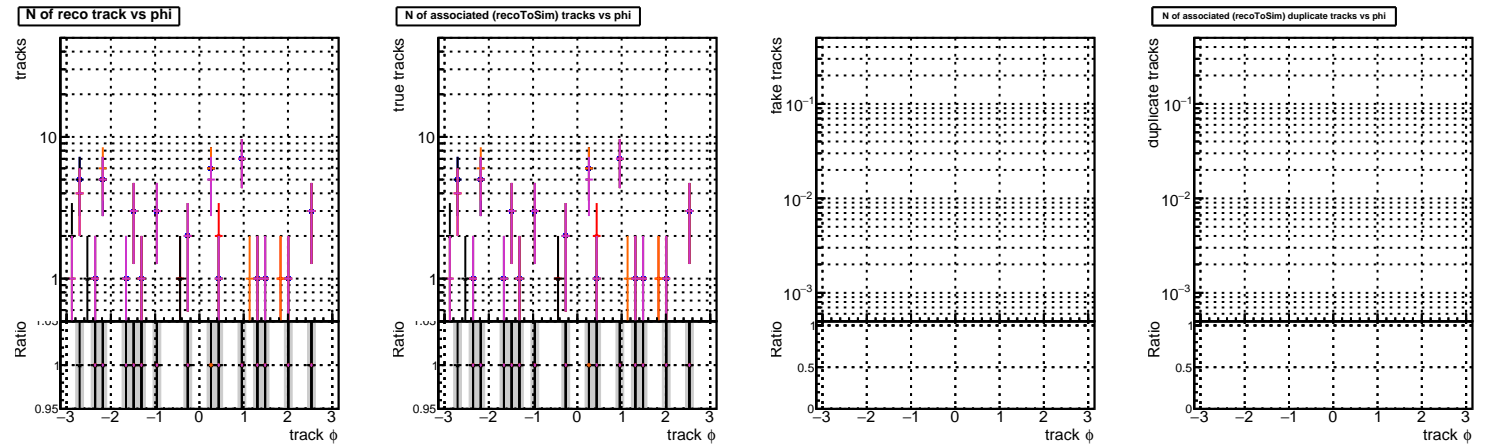 N of reco track vs phi
tracks
10
1
Ratio
1.05
1
0.95
−3 −2 −1 0 1 2 3
track ϕ
N of associated (recoToSim) tracks vs phi
true tracks
10
1
Ratio
1.05
1
0.95
−3 −2 −1 0 1 2 3
track ϕ
fake tracks
10−1
10−2
10−3
Ratio
1
0.5
0
−3 −2 −1 0 1 2 3
track ϕ
N of associated (recoToSim) duplicate tracks vs phi
duplicate tracks
10−1
10−2
10−3
Ratio
1
0.5
0
−3 −2 −1 0 1 2 3
track ϕ